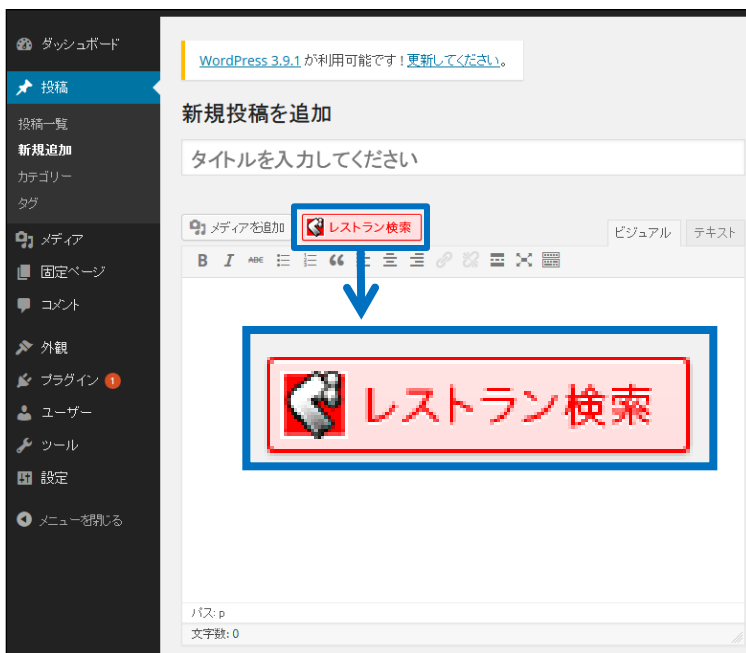 ダッシュボード
投稿
投稿一覧
新規追加
カテゴリー
タグ
メディア
固定ページ
コメント
外観
プラグイン 1
ユーザー
ツール
設定
メニューを閉じる
WordPress 3.9.1 が利用可能です ! 更新してください。
新規投稿を追加
タイトルを入力してください
メディアを追加 レストラン検索
ビジュアル テキスト
B I ABC
レストラン検索
パス: p
文字数: 0